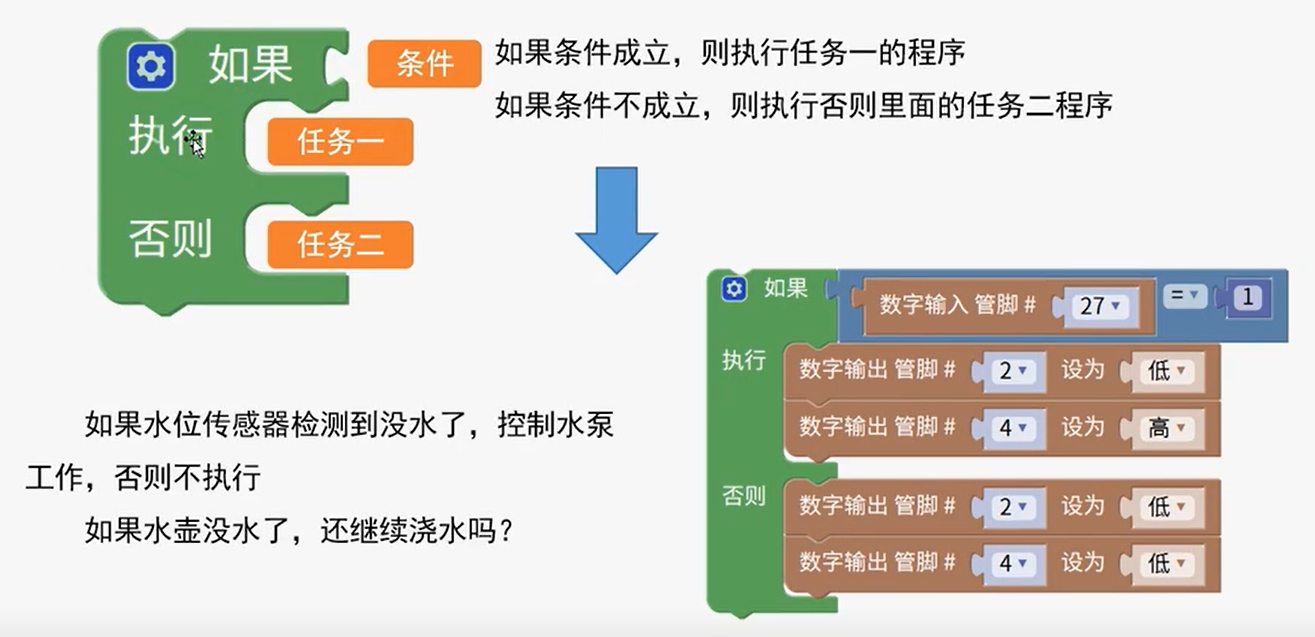 如果 条件
执行 任务一
否则 任务二
如果条件成立，则执行任务一的程序
如果条件不成立，则执行否则里面的任务二程序
如果水位传感器检测到没水了，控制水泵
工作，否则不执行
如果水壶没水了，还继续浇水吗？
如果 数字输入 管脚 # 27 = 1
执行 数字输出 管脚 # 2 设为 低
数字输出 管脚 # 4 设为 高
否则 数字输出 管脚 # 2 设为 低
数字输出 管脚 # 4 设为 低